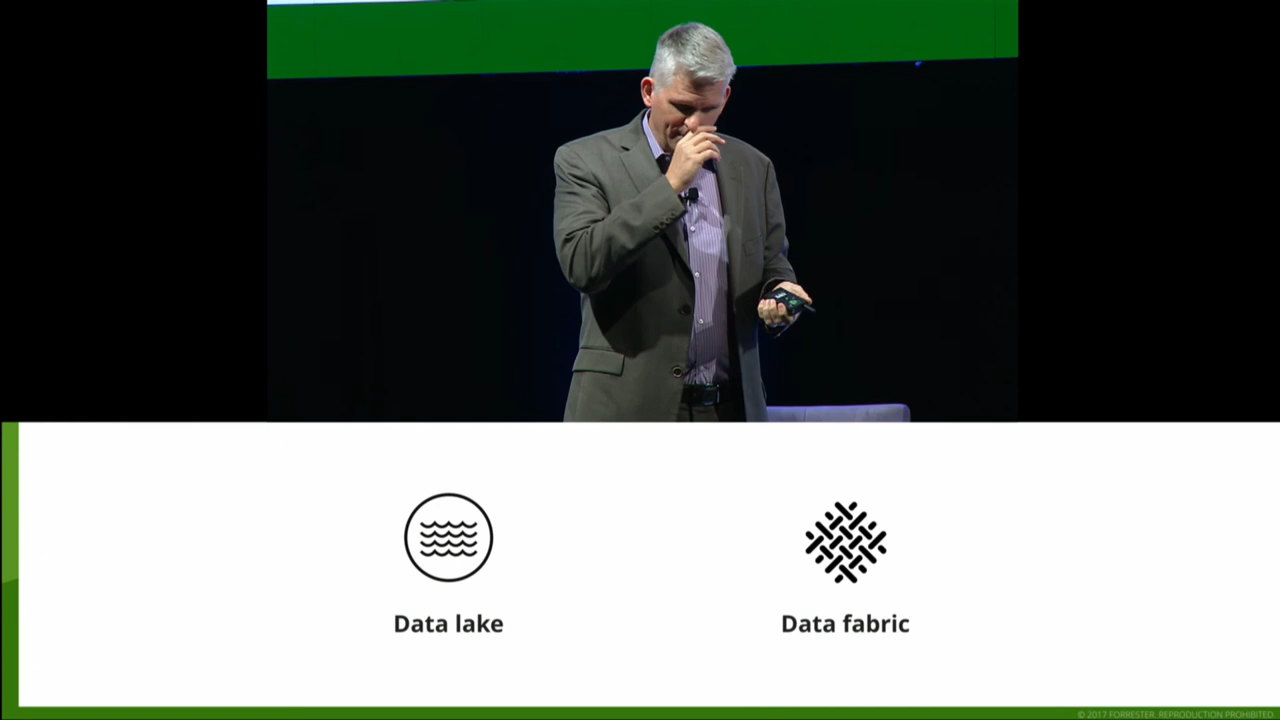 Data lake
Data fabric
© 2017 FORRESTER. REPRODUCTION PROHIBITED.